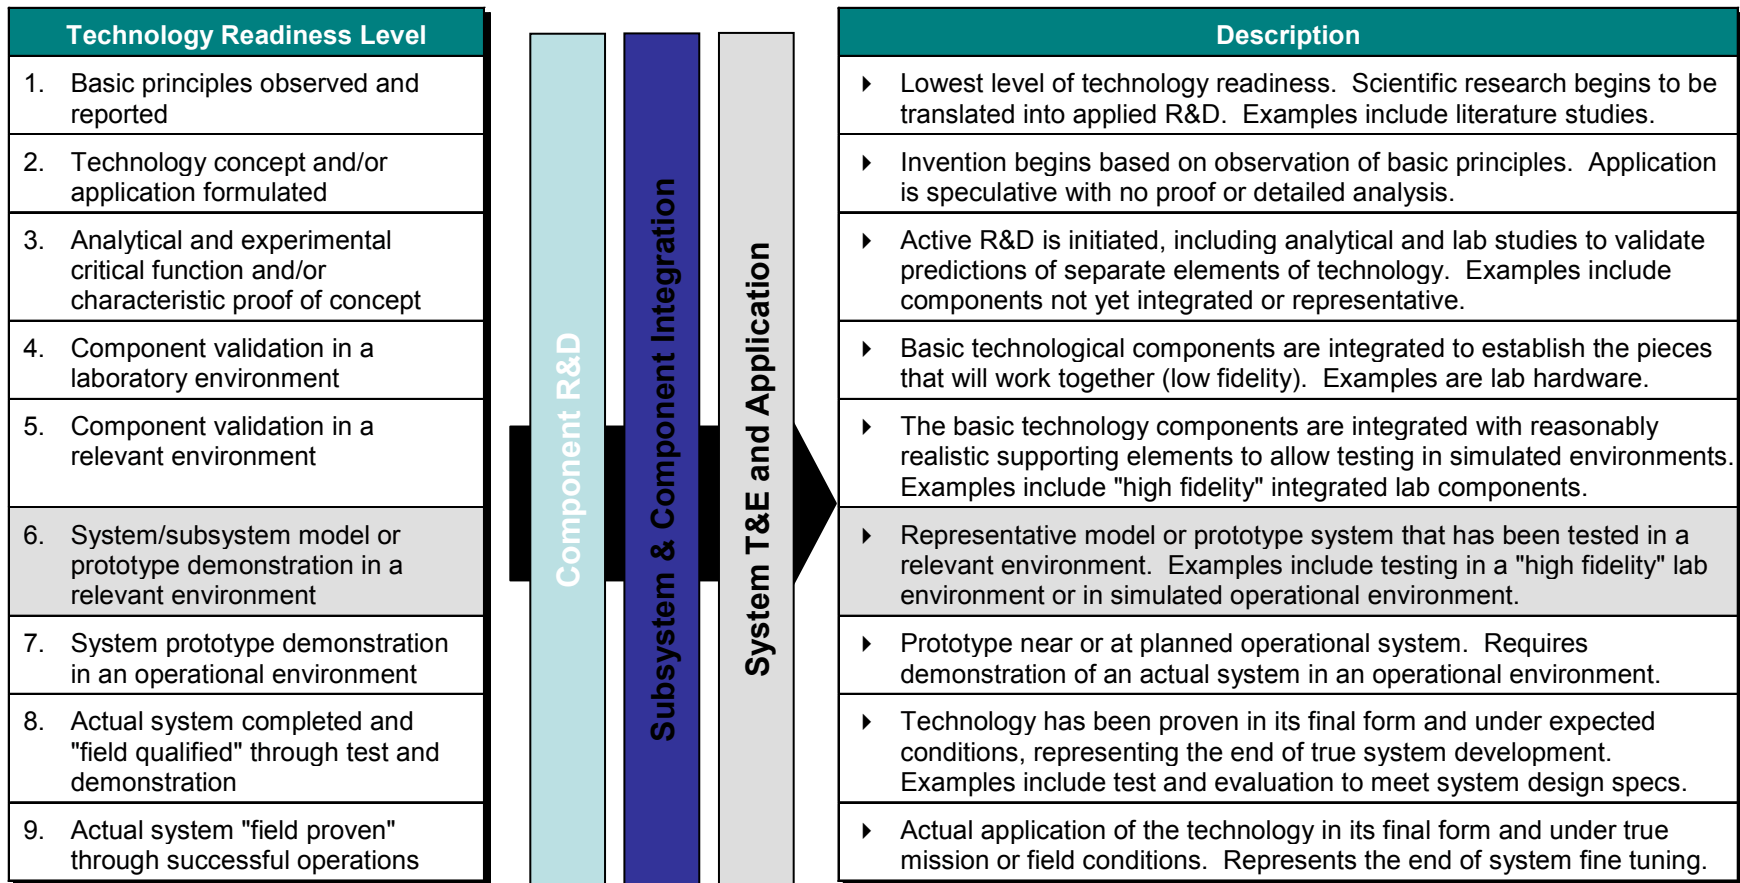 Technology Readiness Level
1. Basic principles observed and
reported
2. Technology concept and/or
application formulated
3. Analytical and experimental
critical function and/or
characteristic proof of concept
4. Component validation in a
laboratory environment
5. Component validation in a
relevant environment
6. System/subsystem model or
prototype demonstration in a
relevant environment
7. System prototype demonstration
in an operational environment
8. Actual system completed and
"field qualified" through test and
demonstration
9. Actual system "field proven"
through successful operations
Component R&D
Subsystem & Component Integration
System T&E and Application
Description
Lowest level of technology readiness. Scientific research begins to be
translated into applied R&D. Examples include literature studies.
Invention begins based on observation of basic principles. Application
is speculative with no proof or detailed analysis.
Active R&D is initiated, including analytical and lab studies to validate
predictions of separate elements of technology. Examples include
components not yet integrated or representative.
Basic technological components are integrated to establish the pieces
that will work together (low fidelity). Examples are lab hardware.
The basic technology components are integrated with reasonably
realistic supporting elements to allow testing in simulated environments.
Examples include "high fidelity" integrated lab components.
Representative model or prototype system that has been tested in a
relevant environment. Examples include testing in a "high fidelity" lab
environment or in simulated operational environment.
Prototype near or at planned operational system. Requires
demonstration of an actual system in an operational environment.
Technology has been proven in its final form and under expected
conditions, representing the end of true system development.
Examples include test and evaluation to meet system design specs.
Actual application of the technology in its final form and under true
mission or field conditions. Represents the end of system fine tuning.